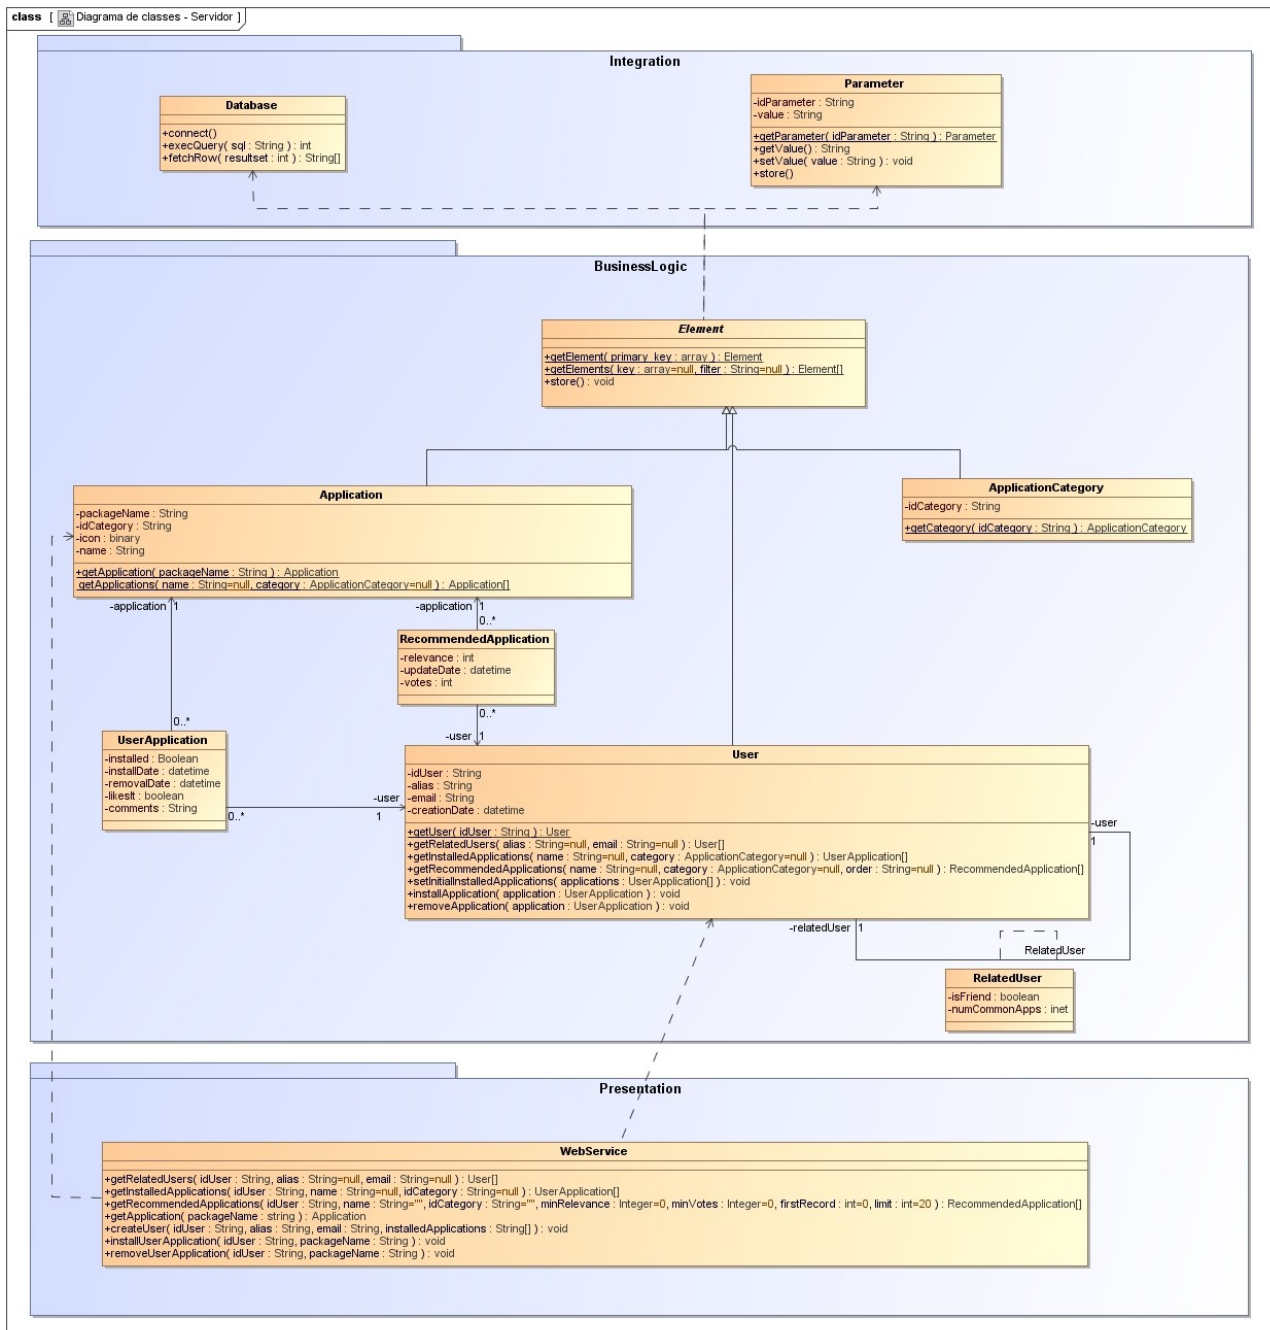 class [ Diagrama de classes - Servidor ]
Integration
Database
+connect()
+execQuery( sql : String ) : int
+fetchRow( resultset : int ) : String[]
Parameter
-idParameter : String
-value : String
+getParameter( idParameter : String ) : Parameter
+getValue() : String
+setValue( value : String ) : void
+store()
BusinessLogic
Element
+getElement( primary_key : array ) : Element
+getElements( key : array=null, filter : String=null ) : Element[]
+store() : void
Application
-packageName : String
-idCategory : String
-icon : binary
-name : String
+getApplication( packageName : String ) : Application
getApplications( name : String=null, category : ApplicationCategory=null ) : Application[]
ApplicationCategory
-idCategory : String
+getCategory( idCategory : String ) : ApplicationCategory
-application 1
-application 1
0..*
RecommendedApplication
-relevance : int
-updateDate : datetime
-votes : int
0..*
-user 1
0..*
UserApplication
-installed : Boolean
-installDate : datetime
-removalDate : datetime
-likesIt : boolean
-comments : String
0..*
-user
1
User
-idUser : String
-alias : String
-email : String
-creationDate : datetime
+getUser( idUser : String ) : User
+getRelatedUsers( alias : String=null, email : String=null ) : User[]
+getInstalledApplications( name : String=null, category : ApplicationCategory=null ) : UserApplication[]
+getRecommendedApplications( name : String=null, category : ApplicationCategory=null, order : String=null ) : RecommendedApplication[]
+setInitialInstalledApplications( applications : UserApplication[] ) : void
+installApplication( application : UserApplication ) : void
+removeApplication( application : UserApplication ) : void
-user
1
-relatedUser 1
RelatedUser
RelatedUser
-isFriend : boolean
-numCommonApps : inet
Presentation
WebService
+getRelatedUsers( idUser : String, alias : String=null, email : String=null ) : User[]
+getInstalledApplications( idUser : String, name : String=null, idCategory : String=null ) : UserApplication[]
+getRecommendedApplications( idUser : String, name : String="", idCategory : String="", minRelevance : Integer=0, minVotes : Integer=0, firstRecord : int=0, limit : int=20 ) : RecommendedApplication[]
+getApplication( packageName : string ) : Application
+createUser( idUser : String, alias : String, email : String, installedApplications : String[] ) : void
+installUserApplication( idUser : String, packageName : String ) : void
+removeUserApplication( idUser : String, packageName : String ) : void